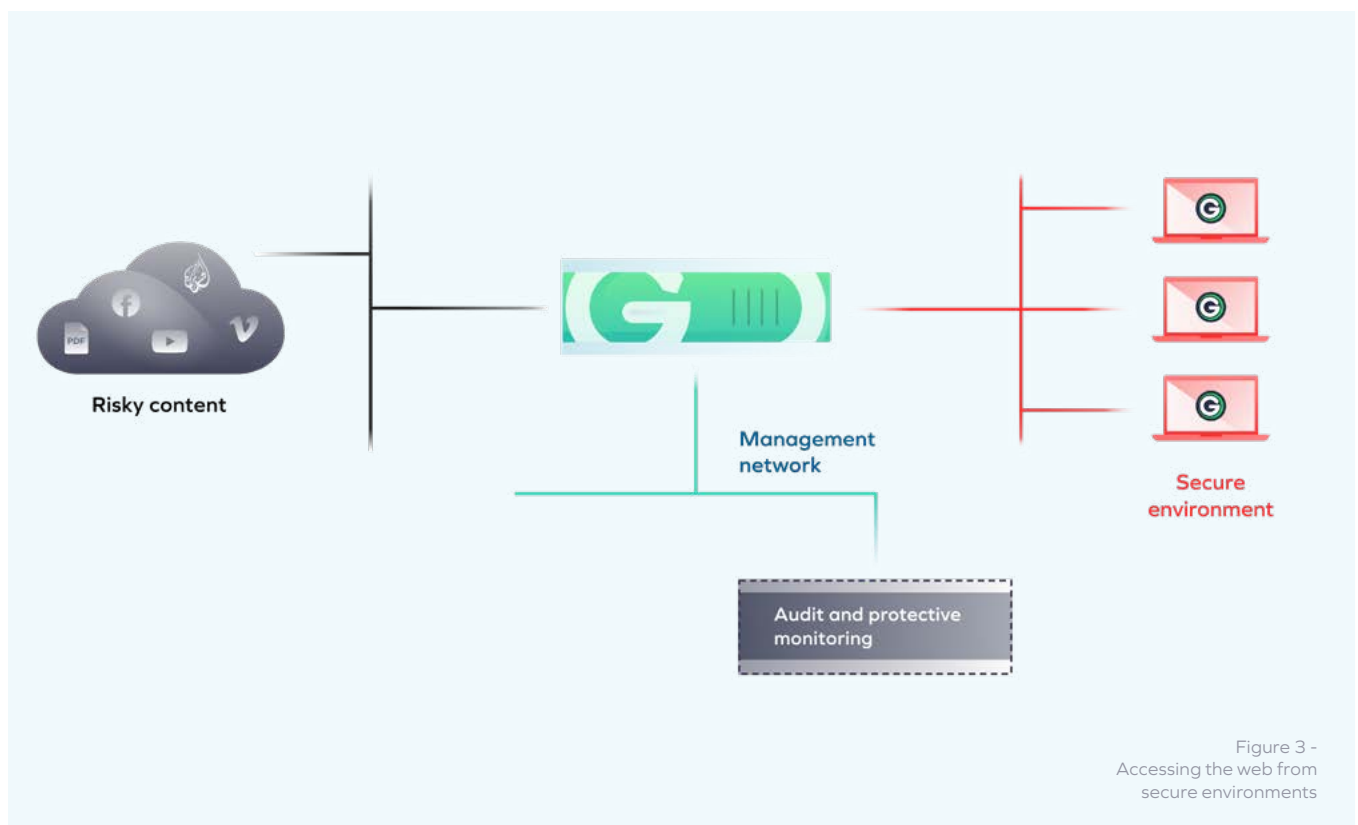 PDF
Risky content
G
Management
network
Audit and protective
monitoring
G
G
G
Secure
environment
Figure 3 -
Accessing the web from
secure environments